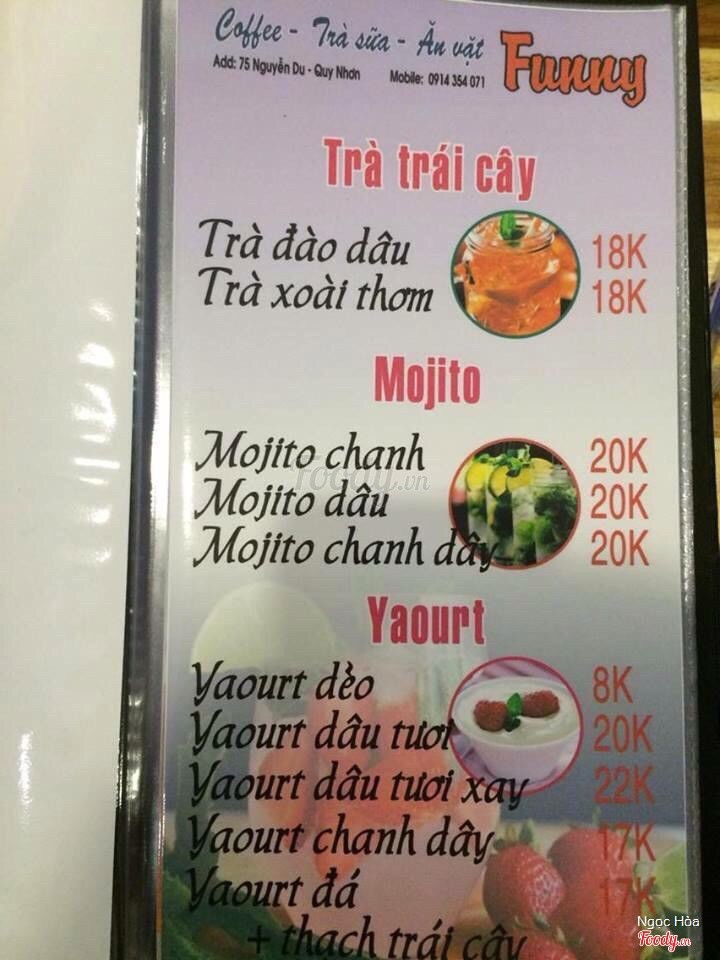 Coffee - Trà sữa - Ăn vặt
Funny
Add: 75 Nguyễn Du - Quy Nhơn Mobile: 0914 354 071
Trà trái cây
Trà đào dâu 18K
Trà xoài thơm 18K
Mojito
Mojito chanh 20K
Foody.vn
Mojito dâu 20K
Mojito chanh dây 20K
Yaourt
Yaourt dẻo 8K
Yaourt dâu tươi 20K
Yaourt dâu tươi xay 22K
Yaourt chanh dây 17K
Yaourt đá 17K
+ thạch trái cây
Ngọc Hòa
Foody.vn